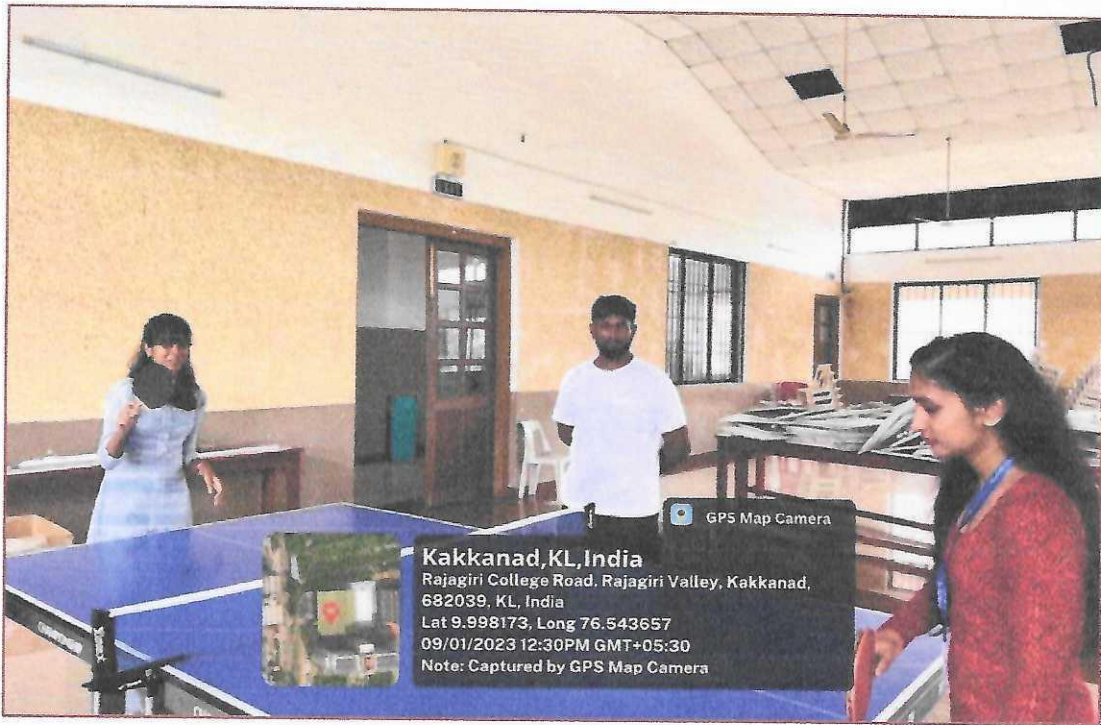 GPS Map Camera
Kakkanad,KL,India
Rajagiri College Road, Rajagiri Valley, Kakkanad,
682039, KL, India
Lat 9.998173, Long 76.543657
09/01/2023 12:30PM GMT+05:30
Note: Captured by GPS Map Camera